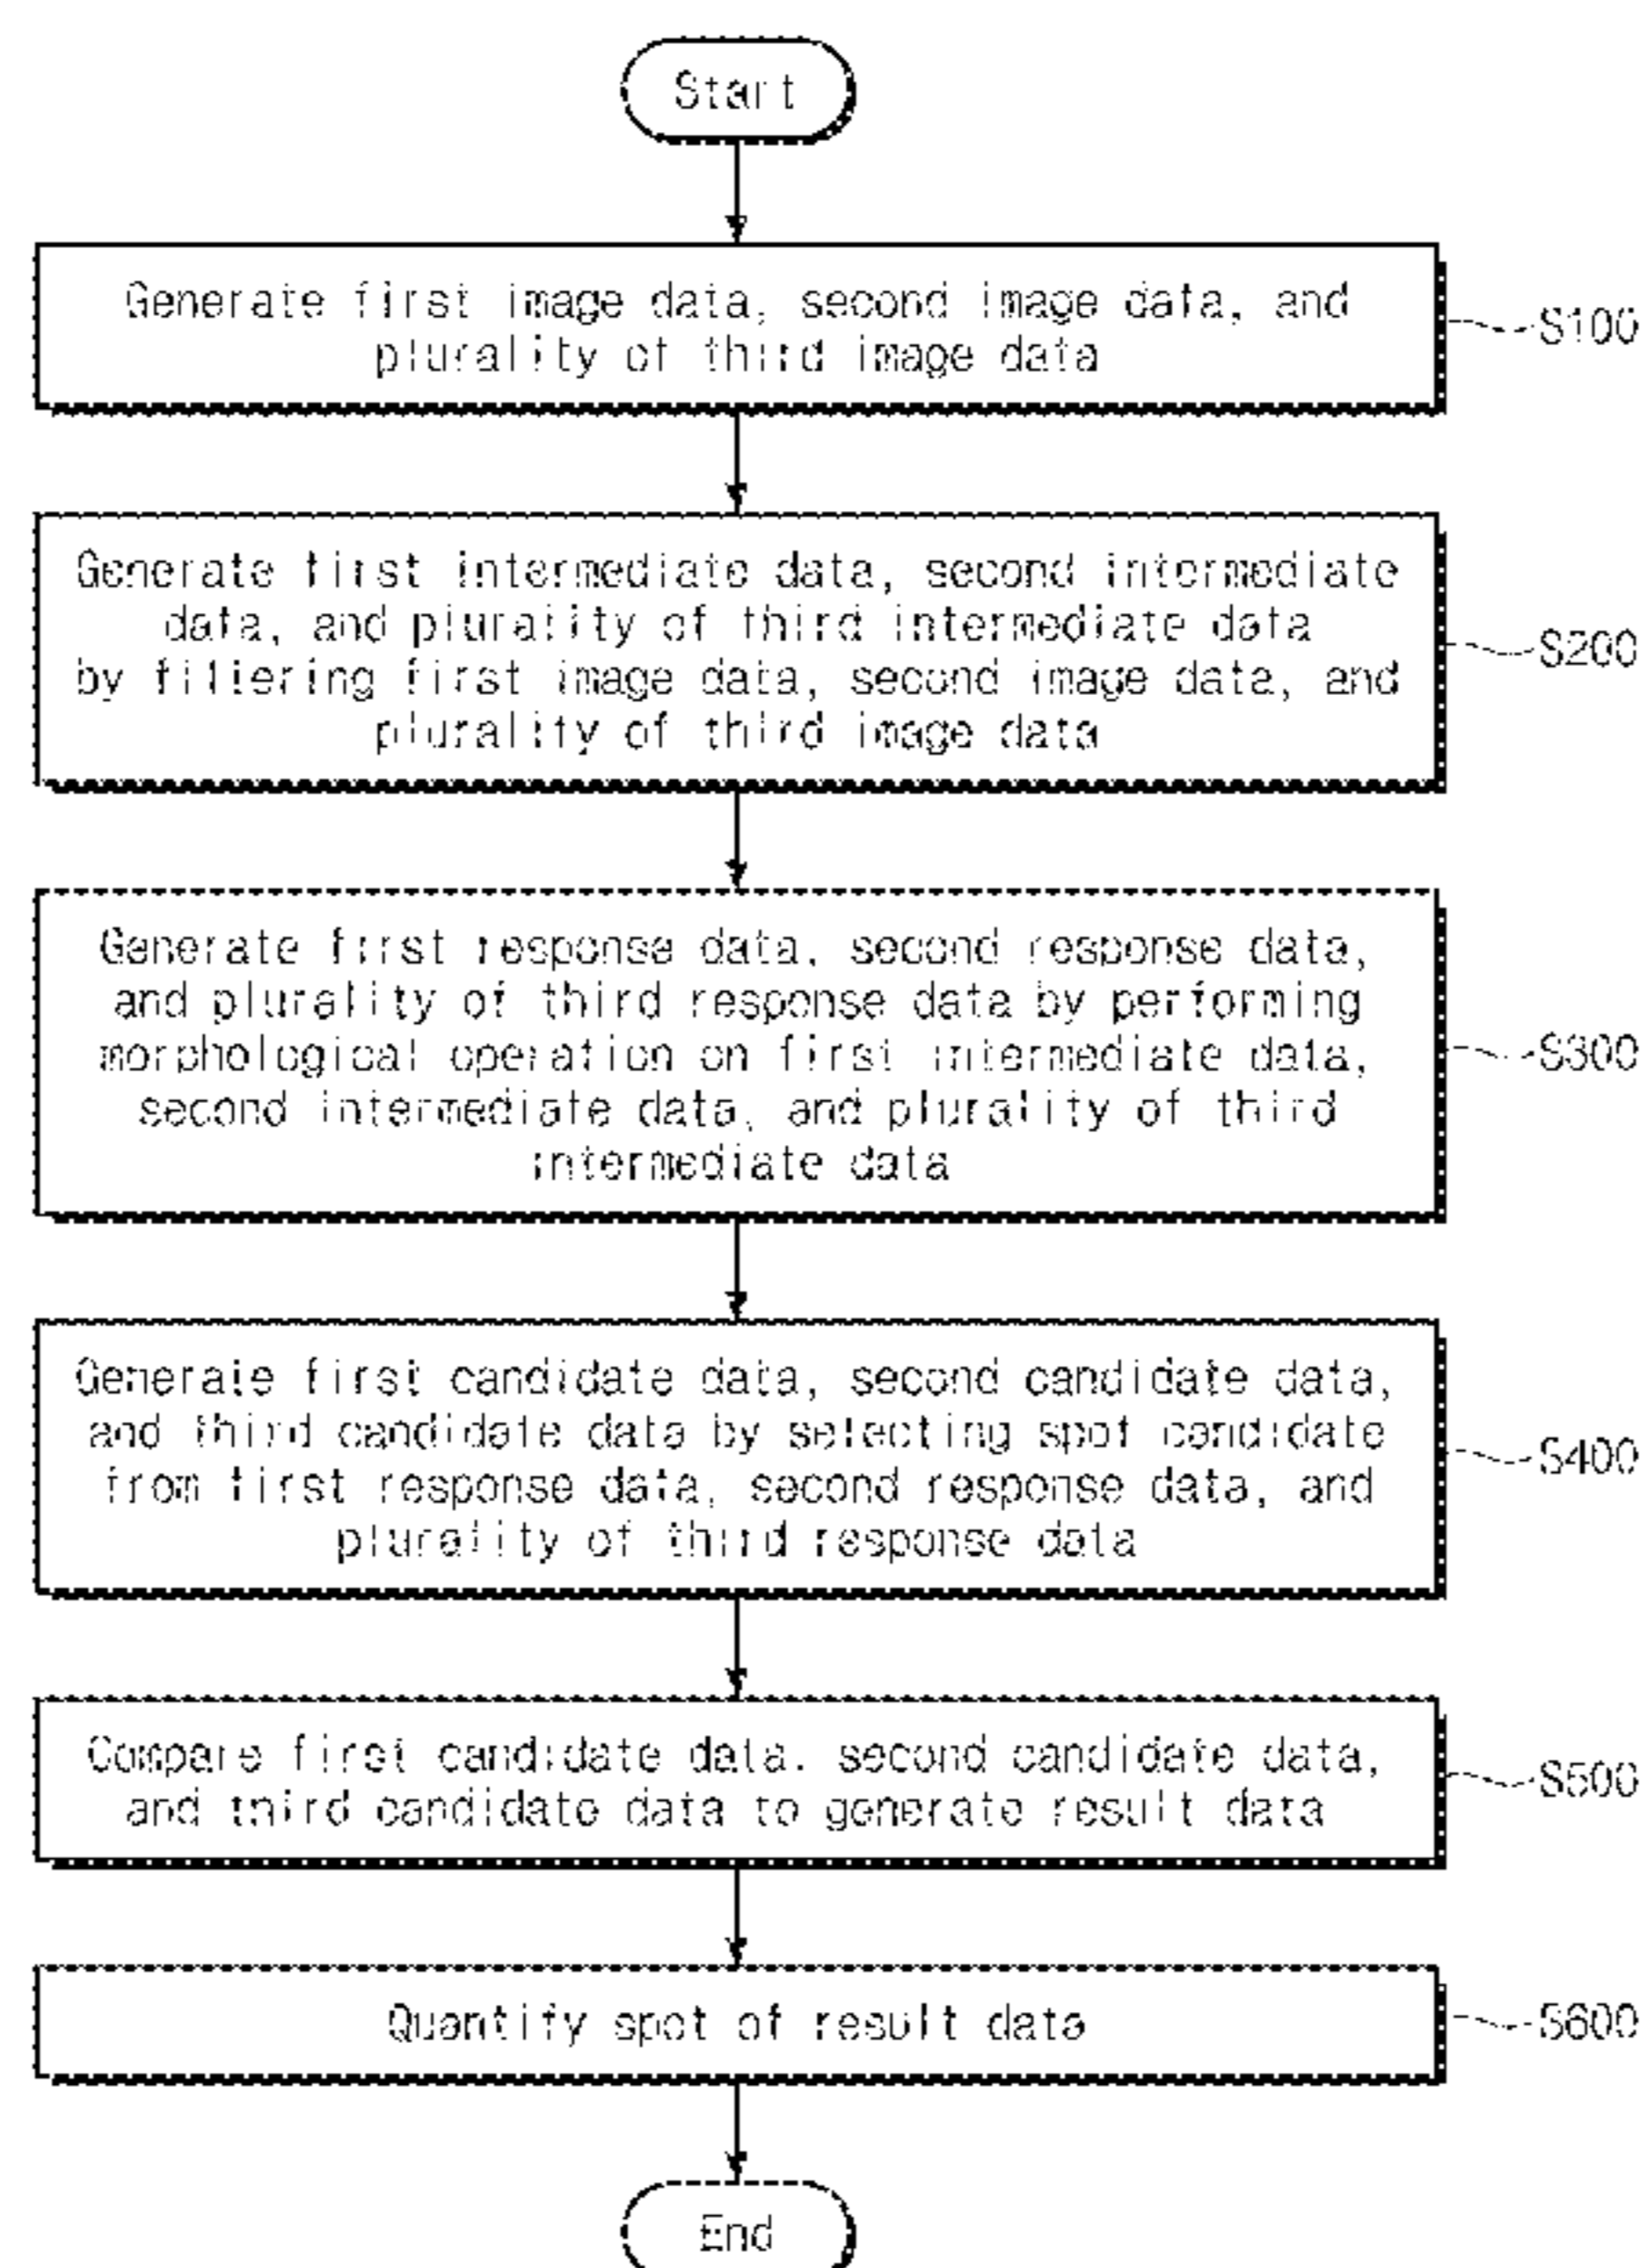 Start
Generate first image data, second image data, and
plurality of third image data
S100
Generate first intermediate data, second intermediate
data, and plurality of third intermediate data
by filtering first image data, second image data, and
plurality of third image data
S200
Generate first response data, second response data,
and plurality of third response data by performing
morphological operation on first intermediate data,
second intermediate data, and plurality of third
intermediate data
S300
Generate first candidate data, second candidate data,
and third candidate data by selecting spot candidate
from first response data, second response data, and
plurality of third response data
S400
Compare first candidate data, second candidate data,
and third candidate data to generate result data
S500
Quantify spot of result data
S600
End